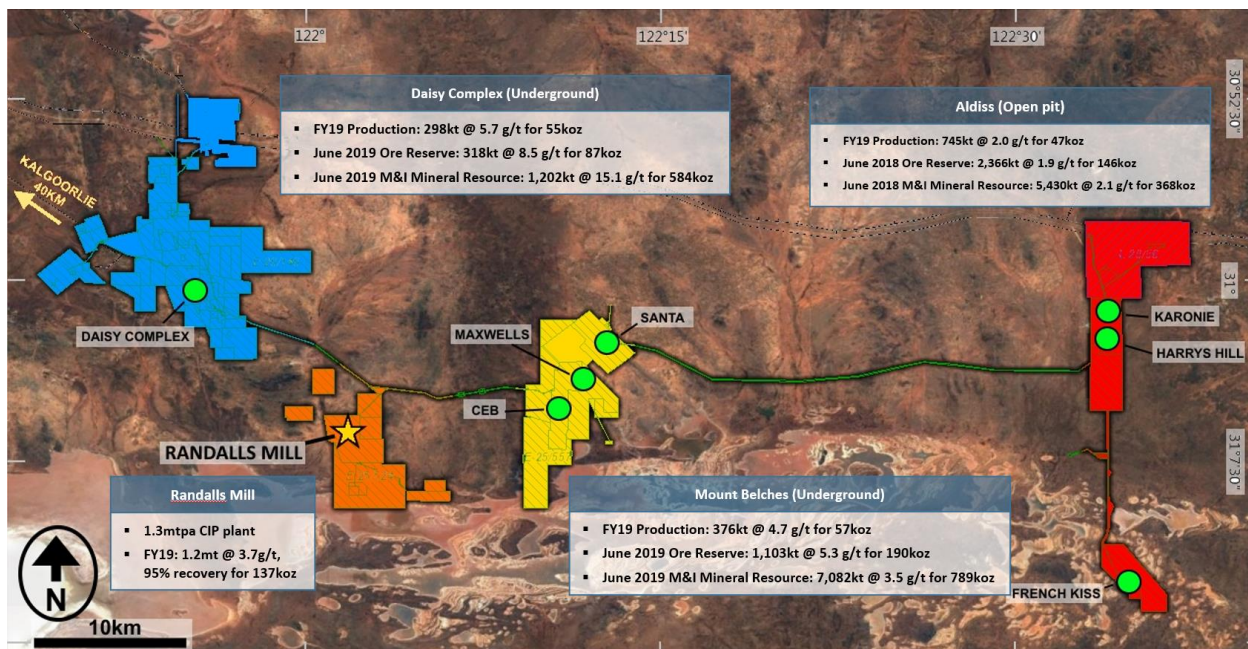 122°
122°15'
122°30'
30°52'30"
Daisy Complex (Underground)
▪ FY19 Production: 298kt @ 5.7 g/t for 55koz
▪ June 2019 Ore Reserve: 318kt @ 8.5 g/t for 87koz
▪ June 2019 M&I Mineral Resource: 1,202kt @ 15.1 g/t for 584koz
Aldiss (Open pit)
▪ FY19 Production: 745kt @ 2.0 g/t for 47koz
▪ June 2018 Ore Reserve: 2,366kt @ 1.9 g/t for 146koz
▪ June 2018 M&I Mineral Resource: 5,430kt @ 2.1 g/t for 368koz
KALGOORLIE
40KM
31°
DAISY COMPLEX
MAXWELLS
SANTA
CEB
KARONIE
HARRYS HILL
RANDALLS MILL
31°7'30"
Randalls Mill
▪ 1.3mtpa CIP plant
▪ FY19: 1.2mt @ 3.7g/t,
95% recovery for 137koz
Mount Belches (Underground)
▪ FY19 Production: 376kt @ 4.7 g/t for 57koz
▪ June 2019 Ore Reserve: 1,103kt @ 5.3 g/t for 190koz
▪ June 2019 M&I Mineral Resource: 7,082kt @ 3.5 g/t for 789koz
FRENCH KISS
N
10km